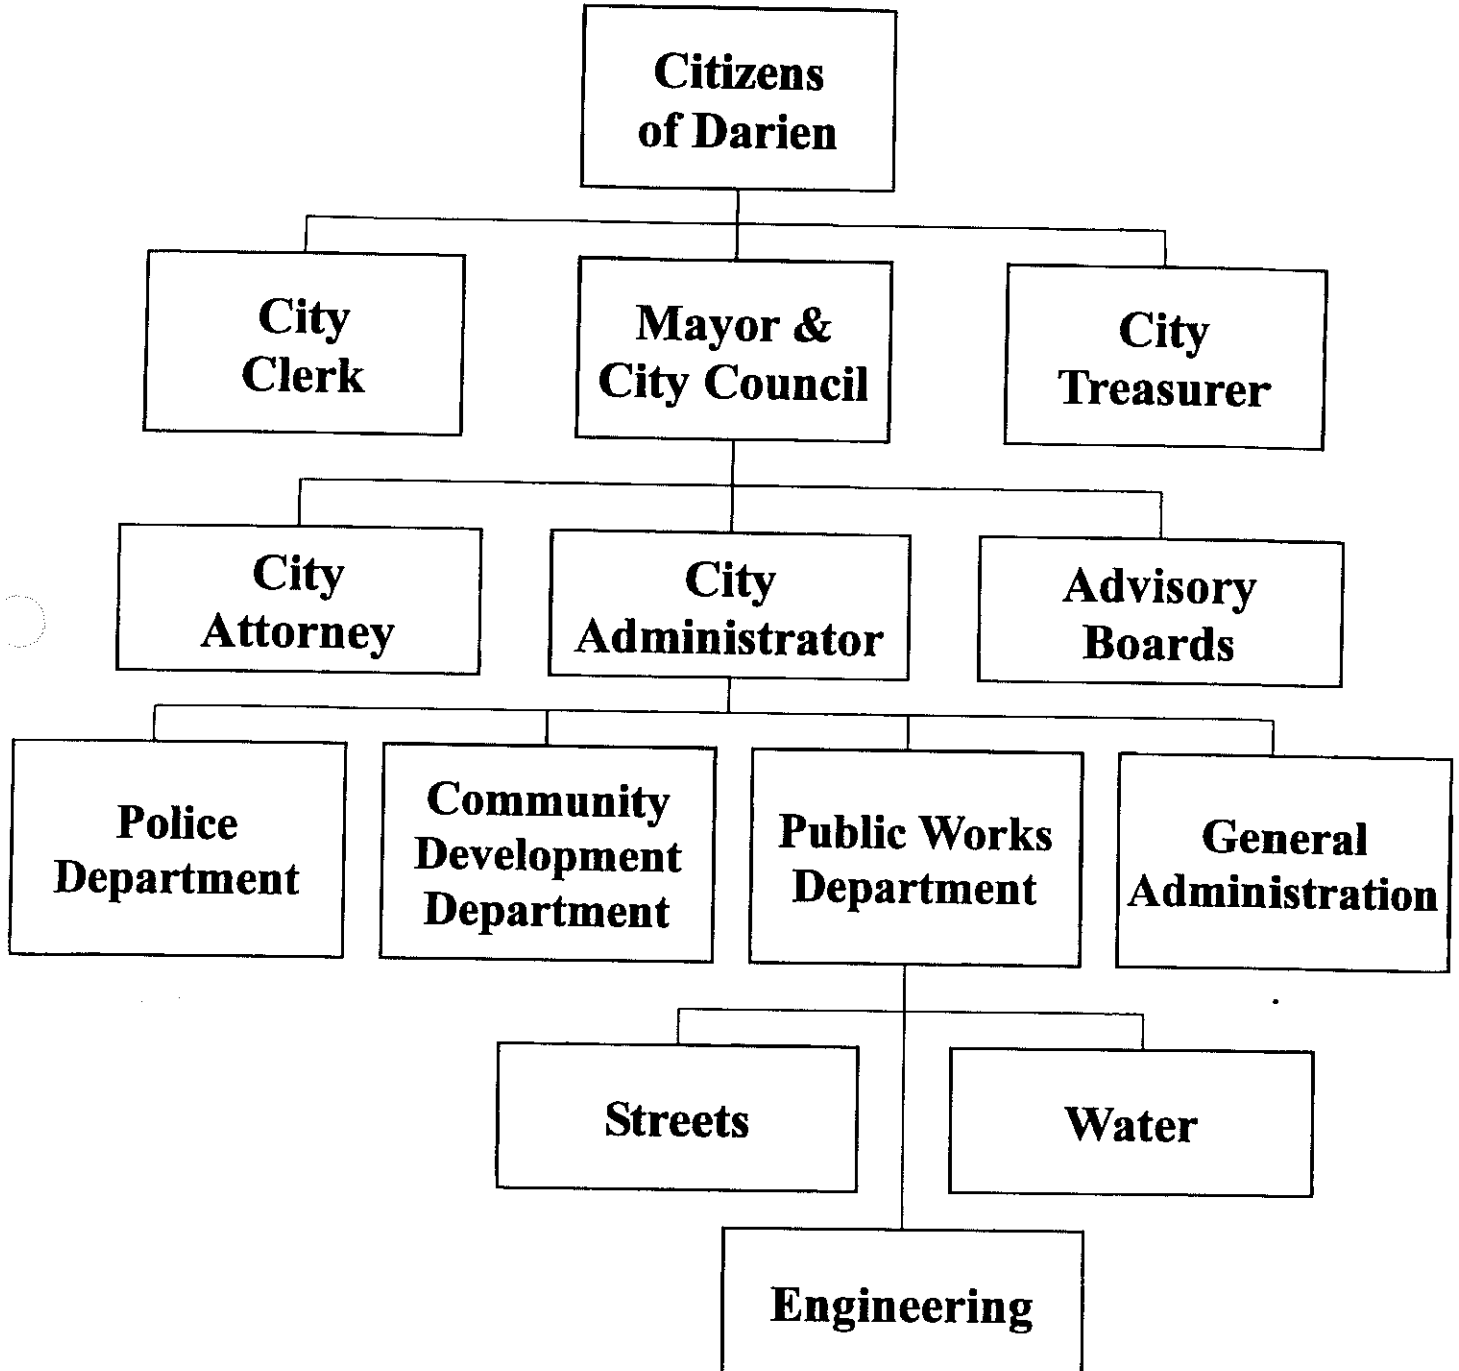 Citizens
of Darien
City
Clerk
Mayor &
City Council
City
Treasurer
City
Attorney
City
Administrator
Advisory
Boards
Police
Department
Community
Development
Department
Public Works
Department
General
Administration
Streets
Water
Engineering